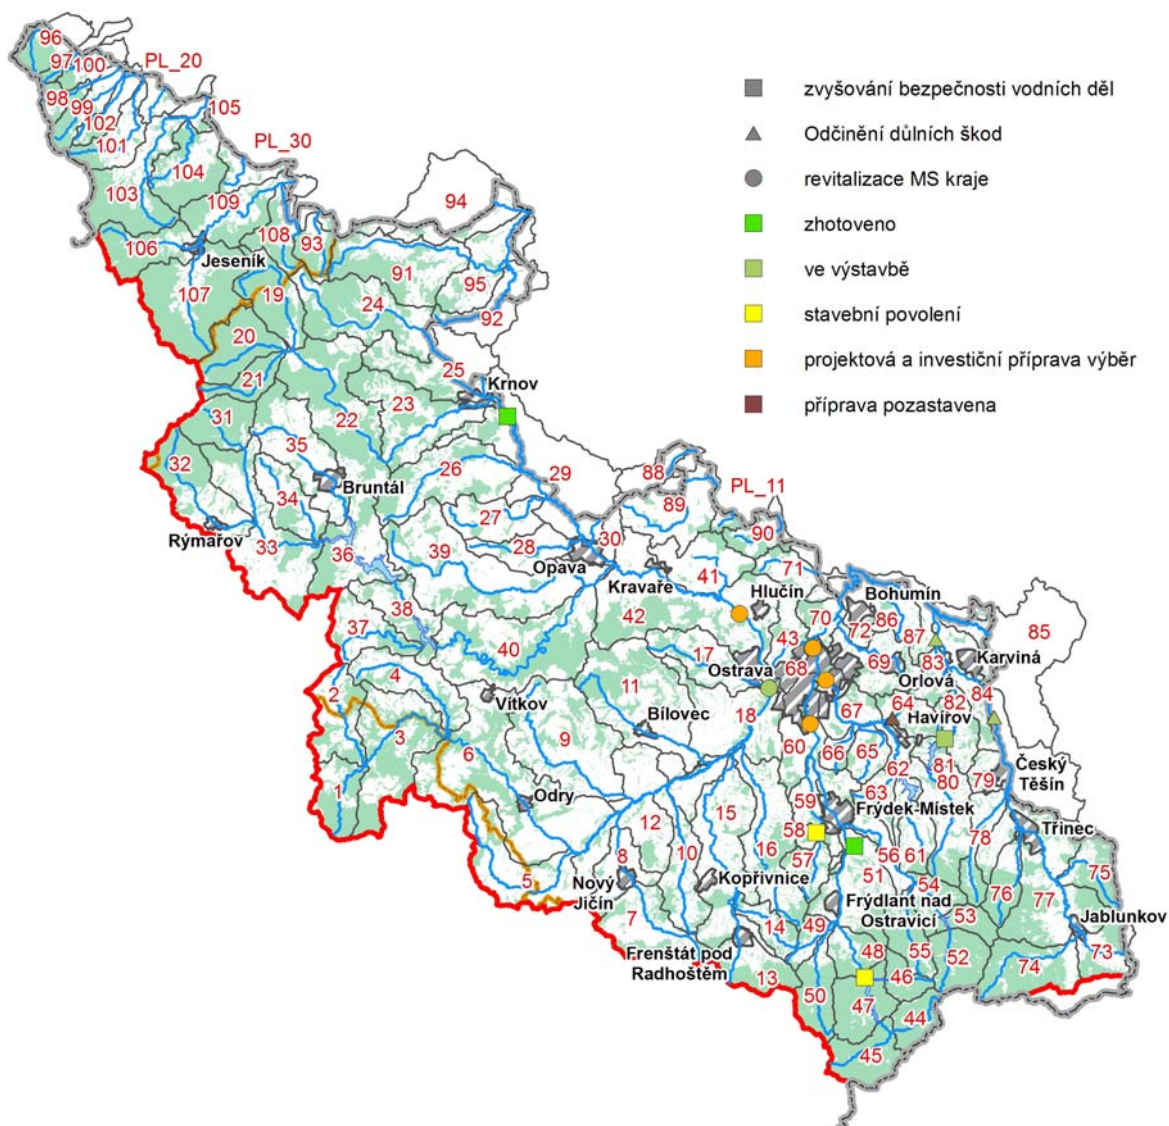 96
97
100
PL_20
98
99
102
101
105
PL_30
104
103
109
94
106
108
93
Jeseník
91
95
107
19
24
92
20
25
Krnov
21
23
31
22
35
32
26
29
88
Bruntál
34
27
89
PL_11
Rýmařov
33
36
39
28
30
90
Opava
41
71
Kravaře
Hlučín
Bohumín
38
42
70
86
37
40
43
72
87
85
17
Ostrava
68
69
83
Karviná
4
Orlová
2
Vítkov
11
84
64
82
Bílovec
18
67
Havířov
3
9
60
66
65
6
62
81
Český
Těšín
80
79
1
Odry
63
59
Frýdek-Místek
12
15
58
78
Třinec
8
10
16
57
56
61
5
Nový
Jičín
Kopřivnice
51
54
75
76
77
7
14
49
Frýdlant nad
Ostravicí
53
Jablunkov
Frenštát pod
Radhoštěm
48
55
52
73
74
13
50
46
47
44
45
zvyšování bezpečnosti vodních děl
Odčinění důlních škod
revitalizace MS kraje
zhotoveno
ve výstavbě
stavební povolení
projektová a investiční příprava výběr
příprava pozastavena